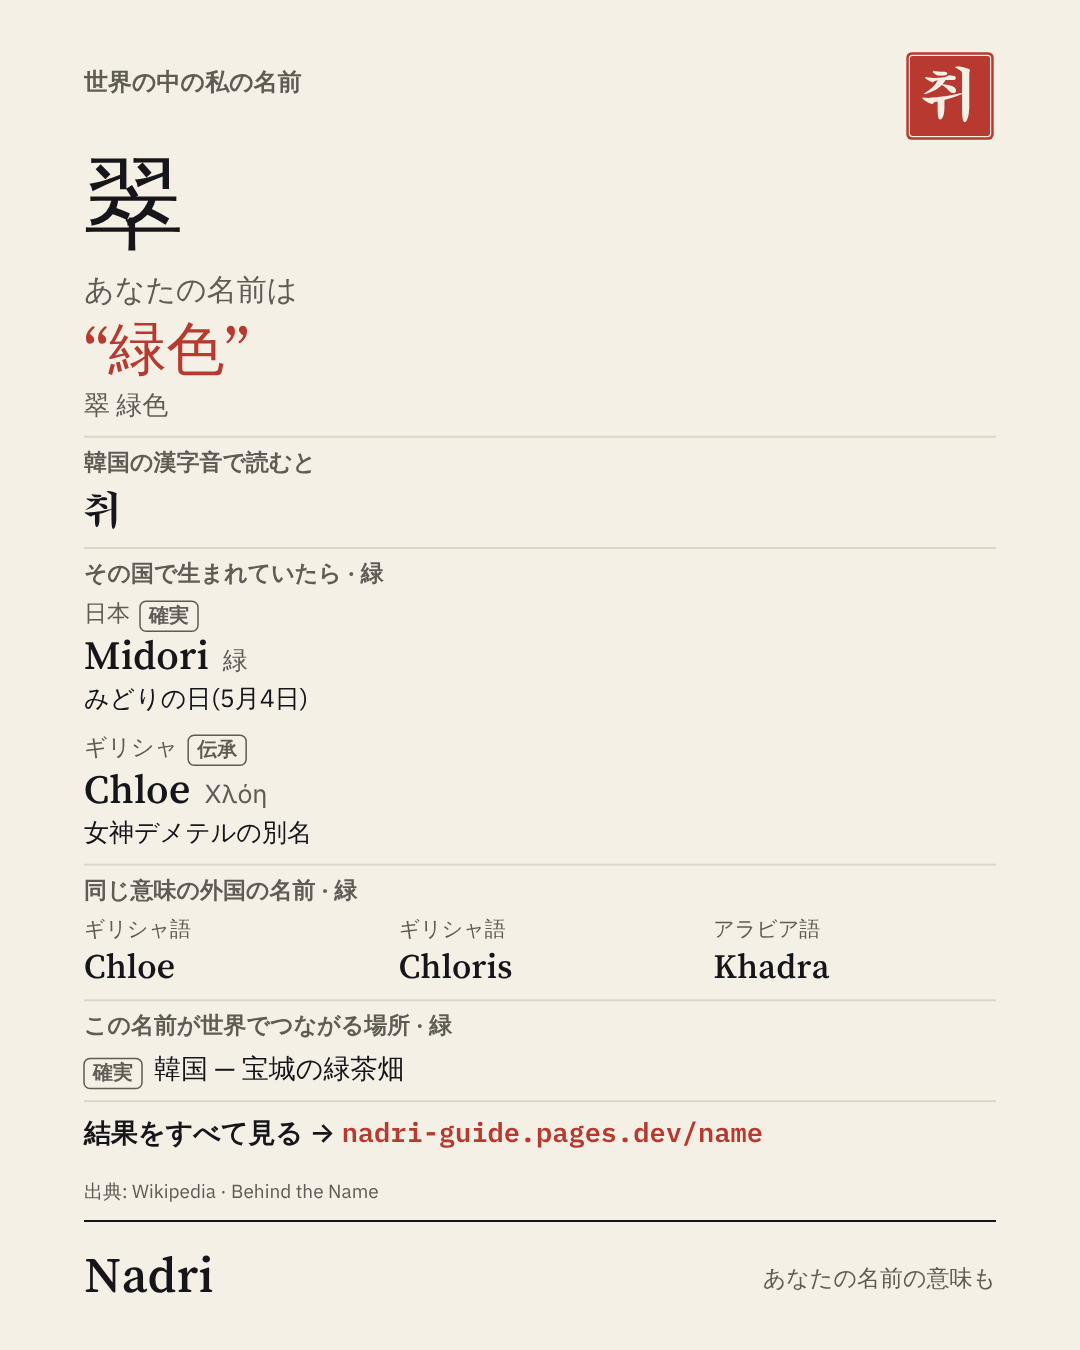 世界の中の私の名前
취
翠
あなたの名前は
“緑色”
翠 緑色
韓国の漢字音で読むと
취
その国で生まれていたら · 緑
日本 確実
Midori 緑
みどりの日(5月4日)
ギリシャ 伝承
Chloe Χλόη
女神デメテルの別名
同じ意味の外国の名前 · 緑
ギリシャ語 ギリシャ語 アラビア語
Chloe Chloris Khadra
この名前が世界でつながる場所 · 緑
確実 韓国 — 宝城の緑茶畑
結果をすべて見る → nadri-guide.pages.dev/name
出典: Wikipedia · Behind the Name
Nadri あなたの名前の意味も